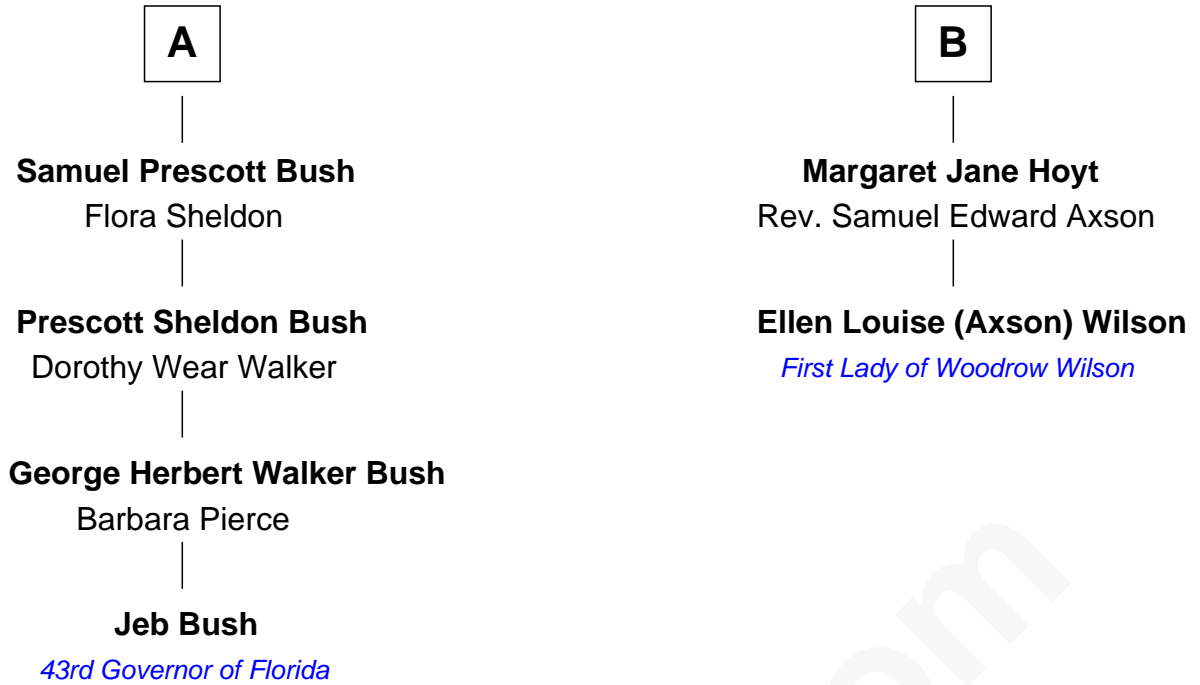 A
Samuel Prescott Bush
Flora Sheldon
Prescott Sheldon Bush
Dorothy Wear Walker
George Herbert Walker Bush
Barbara Pierce
Jeb Bush
43rd Governor of Florida
B
Margaret Jane Hoyt
Rev. Samuel Edward Axson
Ellen Louise (Axson) Wilson
First Lady of Woodrow Wilson
om